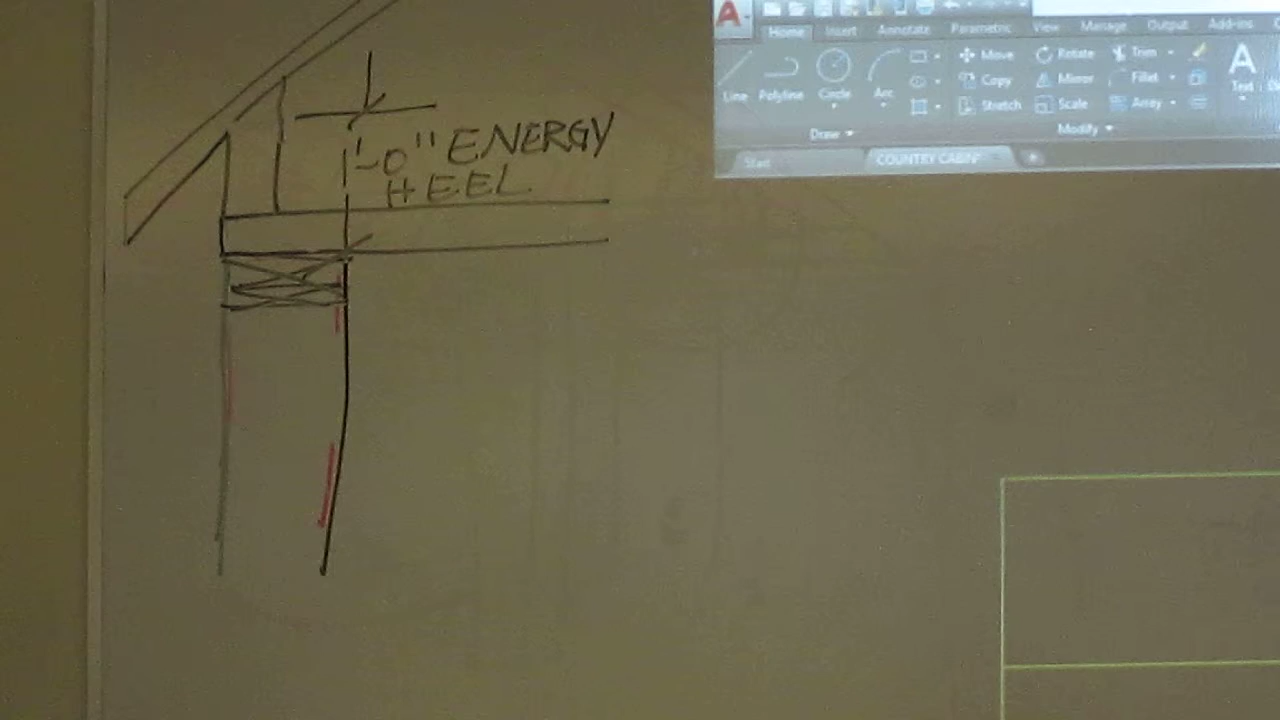 1'-0" ENERGY
HEEL
A
Home Insert Annotate Parametric View Manage Output Add-ins
Move Rotate Trim
Copy Mirror Fillet
Line Polyline Circle Arc Stretch Scale Array Text
Draw Modify
Start COUNTRY CABIN*